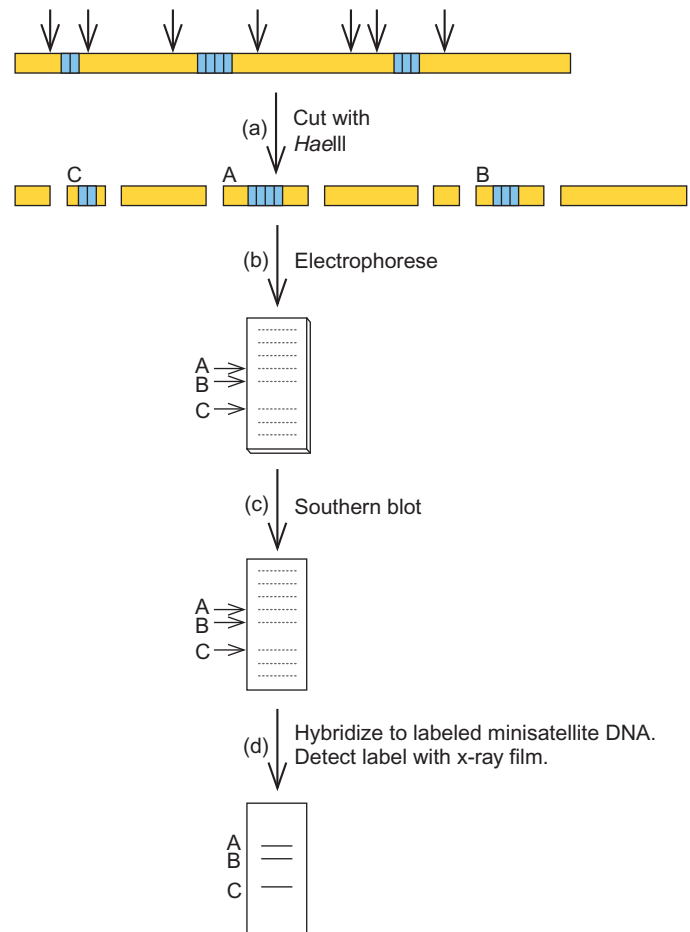 (a)
Cut with
HaeIII
C
A
B
(b)
Electrophorese
A
B
C
(c)
Southern blot
A
B
C
(d)
Hybridize to labeled minisatellite DNA.
Detect label with x-ray film.
A
B
C